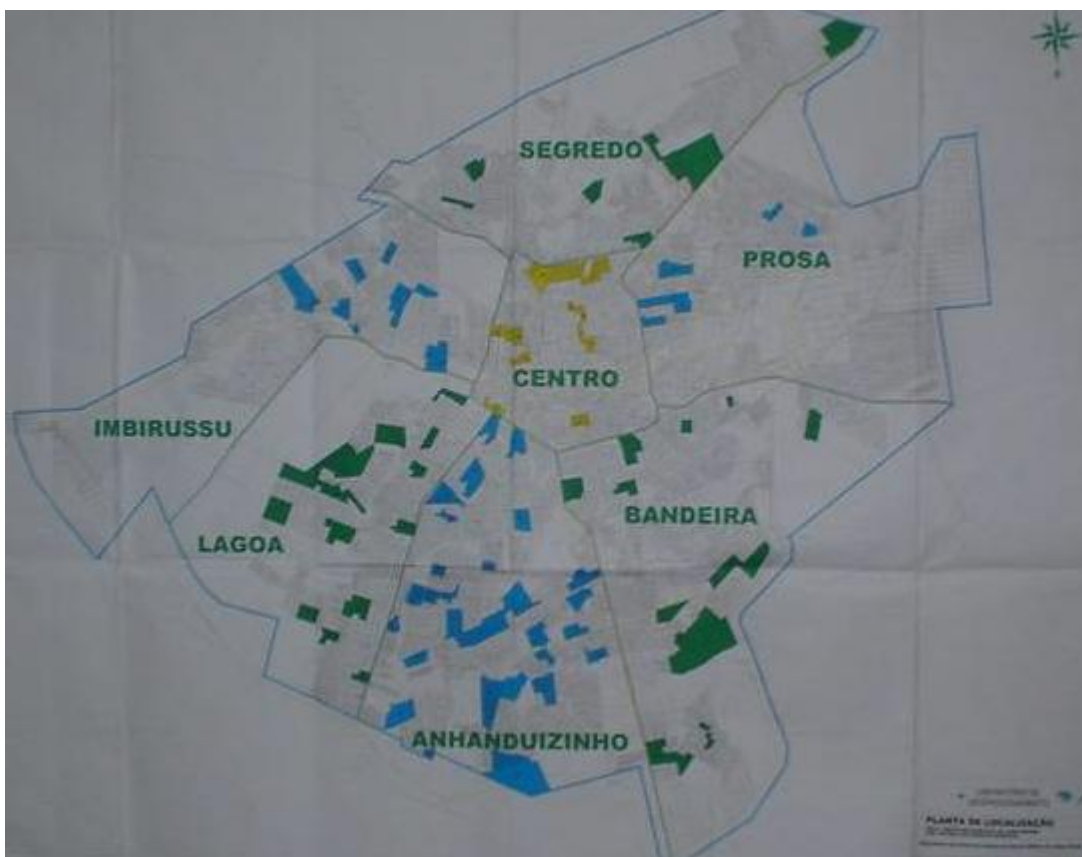 SEGREDO
PROSA
CENTRO
IMBIRUSSU
BANDEIRA
LAGOA
ANHANDUIZINHO
PLANTA DE LOCALIZAÇÃO